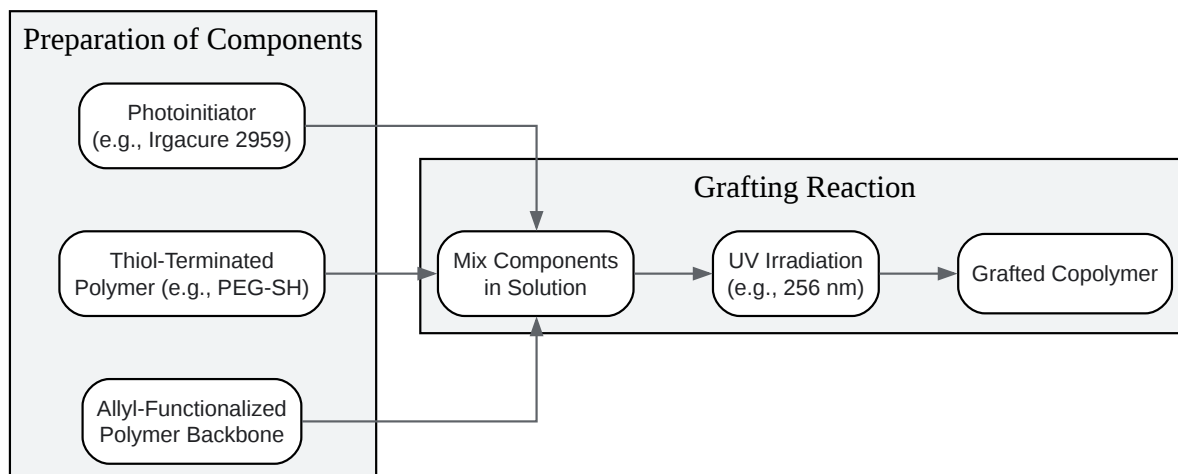 Preparation of Components
Photoinitiator
(e.g., Irgacure 2959)
Thiol-Terminated
Polymer (e.g., PEG-SH)
Allyl-Functionalized
Polymer Backbone
Grafting Reaction
Mix Components
in Solution
UV Irradiation
(e.g., 256 nm)
Grafted Copolymer